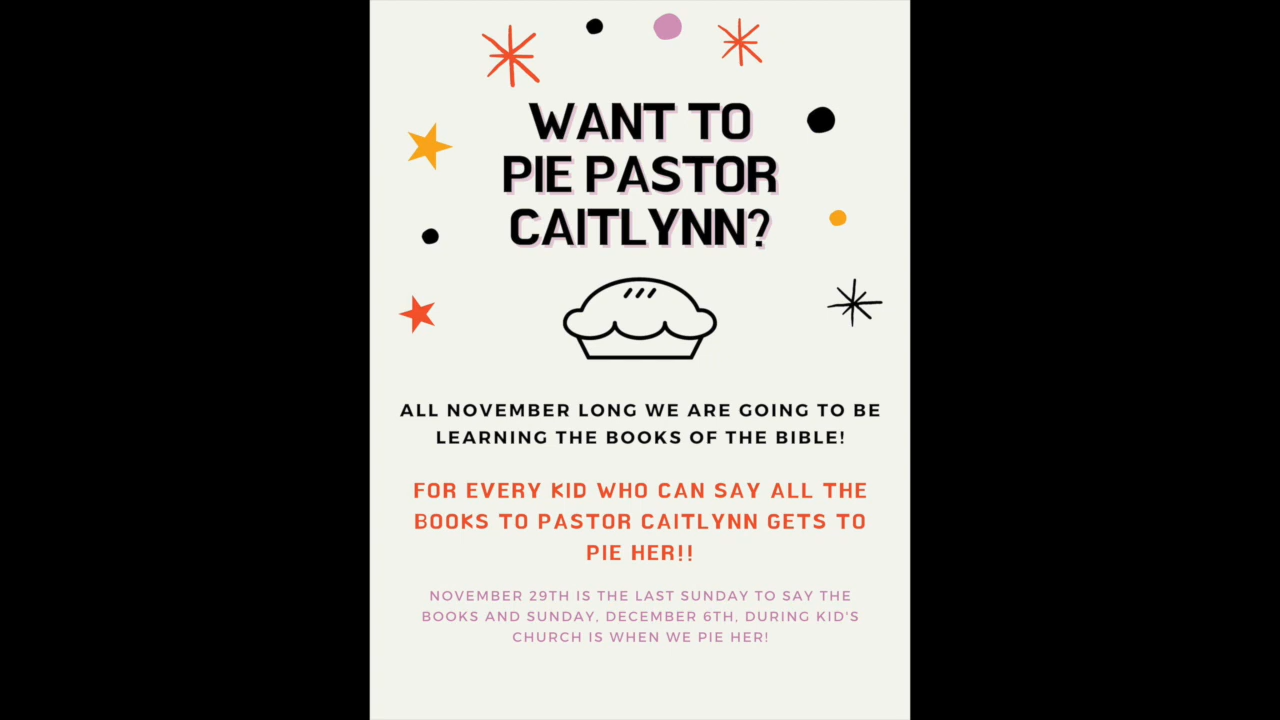 WANT TO
PIE PASTOR
CAITLYNN?
ALL NOVEMBER LONG WE ARE GOING TO BE
LEARNING THE BOOKS OF THE BIBLE!
FOR EVERY KID WHO CAN SAY ALL THE
BOOKS TO PASTOR CAITLYNN GETS TO
PIE HER!!
NOVEMBER 29TH IS THE LAST SUNDAY TO SAY THE
BOOKS AND SUNDAY, DECEMBER 6TH, DURING KID'S
CHURCH IS WHEN WE PIE HER!